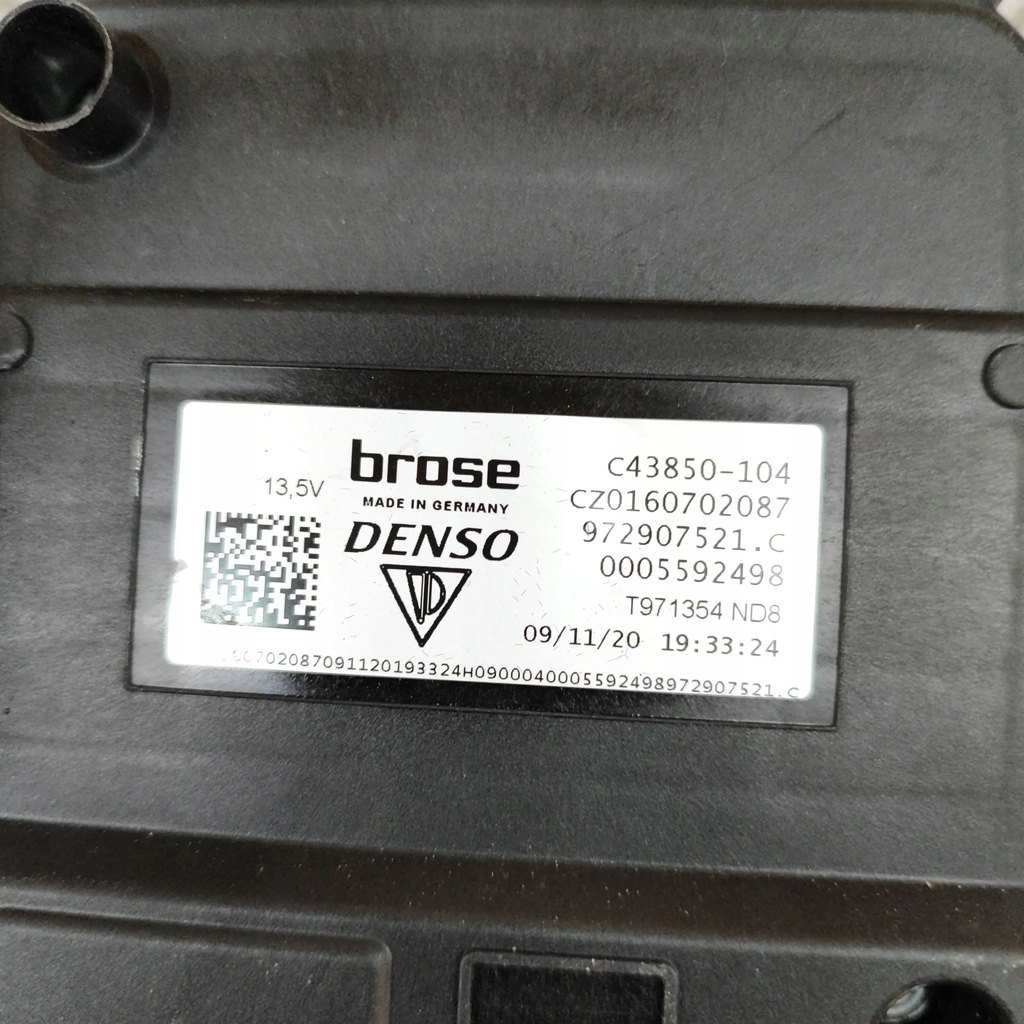 brose
MADE IN GERMANY
DENSO
13,5V
C43850-104
CZ0160702087
972907521.C
0005592498
T971354 ND8
09/11/20 19:33:24
702087091120193324H0900040005592498972907521.C